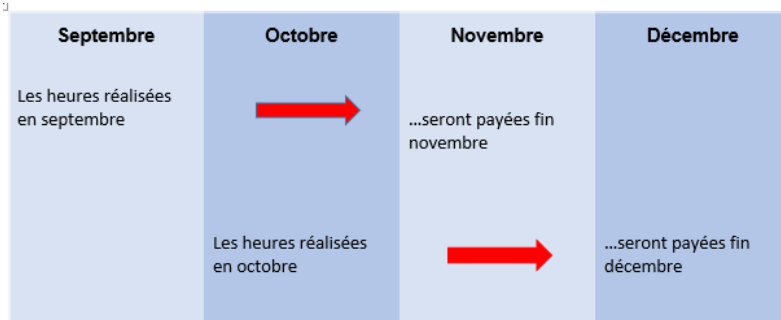 Septembre Octobre Novembre Décembre
Les heures réalisées
en septembre
...seront payées fin
novembre
Les heures réalisées
en octobre
...seront payées fin
décembre